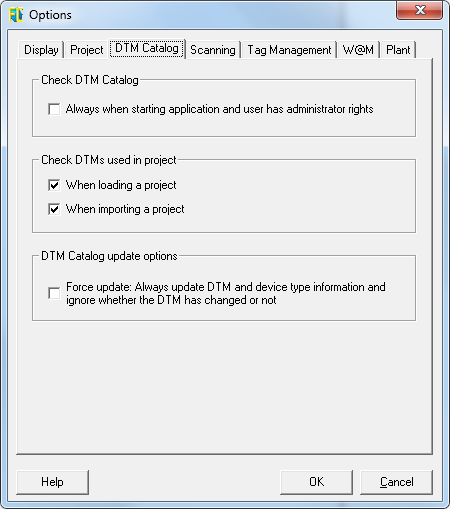 Options
Display Project DTM Catalog Scanning Tag Management W@M Plant
Check DTM Catalog
Always when starting application and user has administrator rights
Check DTMs used in project
When loading a project
When importing a project
DTM Catalog update options
Force update: Always update DTM and device type information and
ignore whether the DTM has changed or not
Help OK Cancel